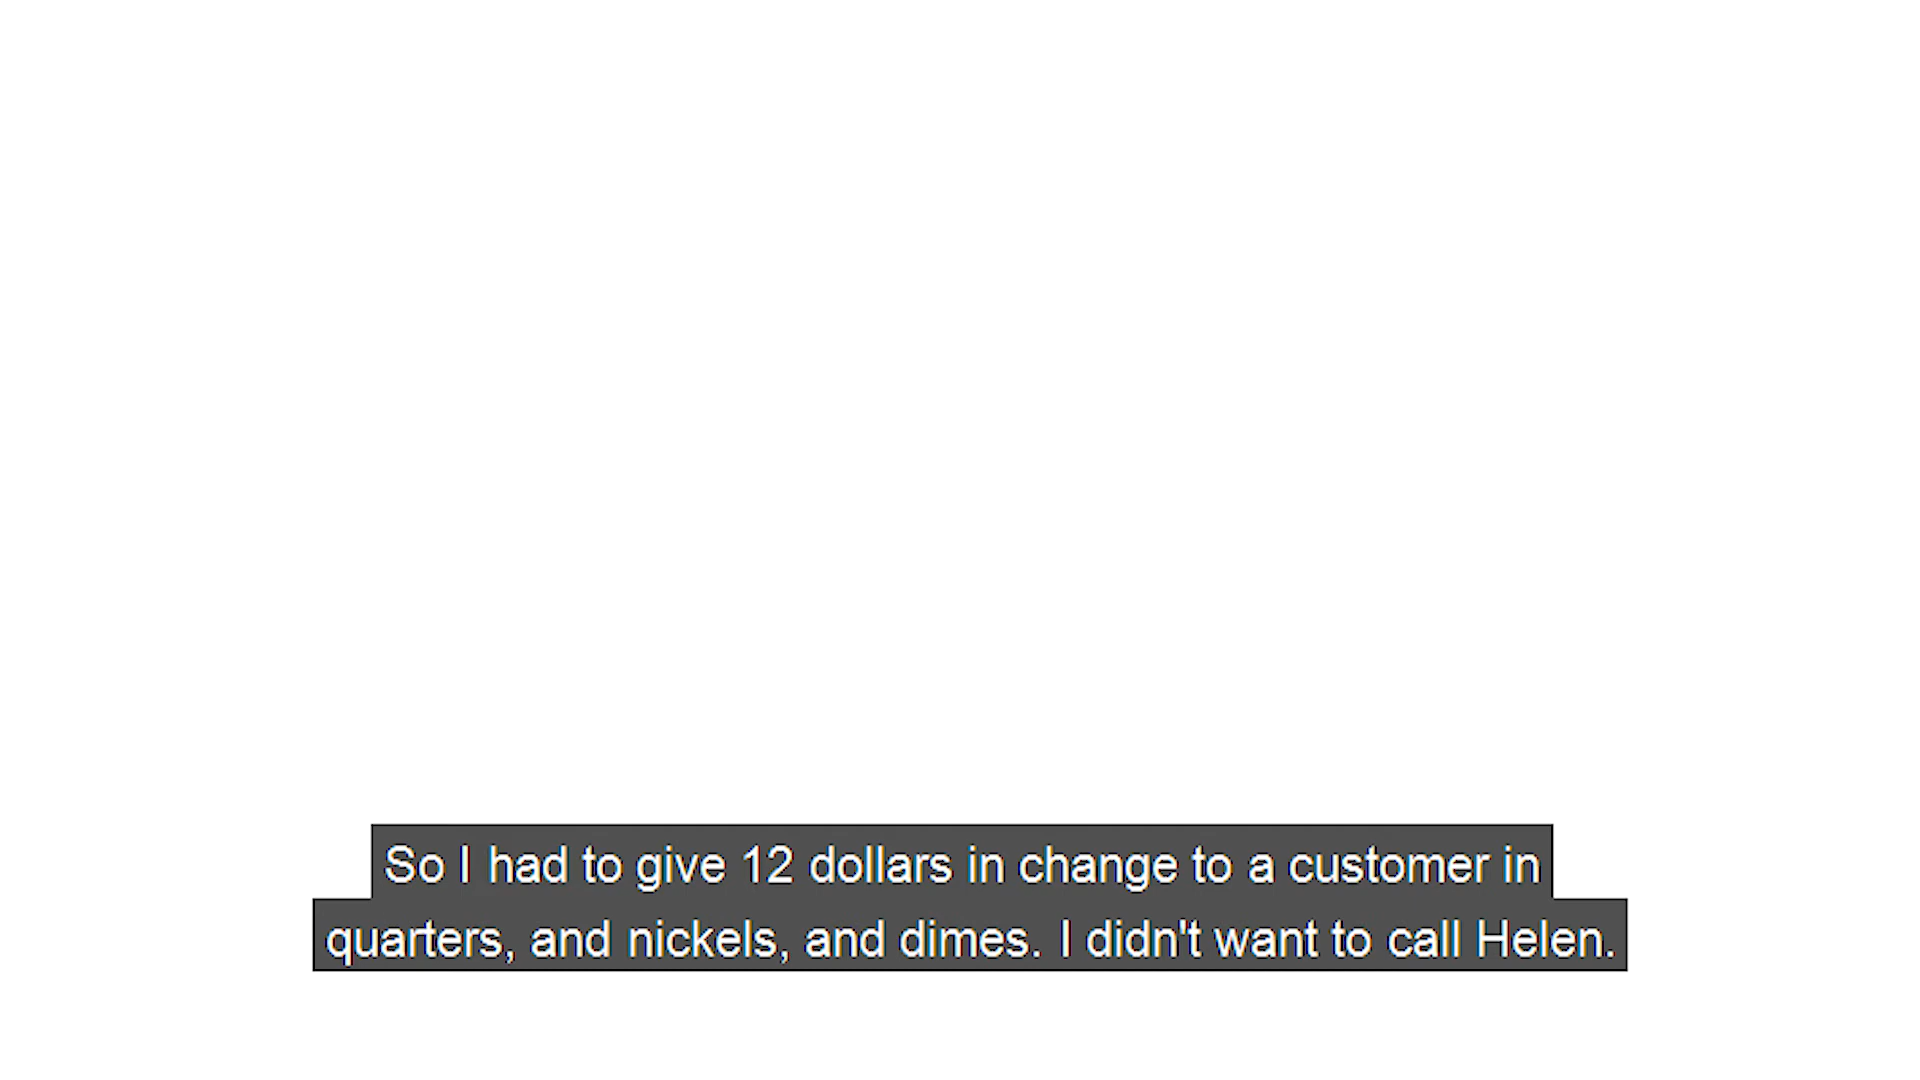 So I had to give 12 dollars in change to a customer in
quarters, and nickels, and dimes. I didn't want to call Helen.